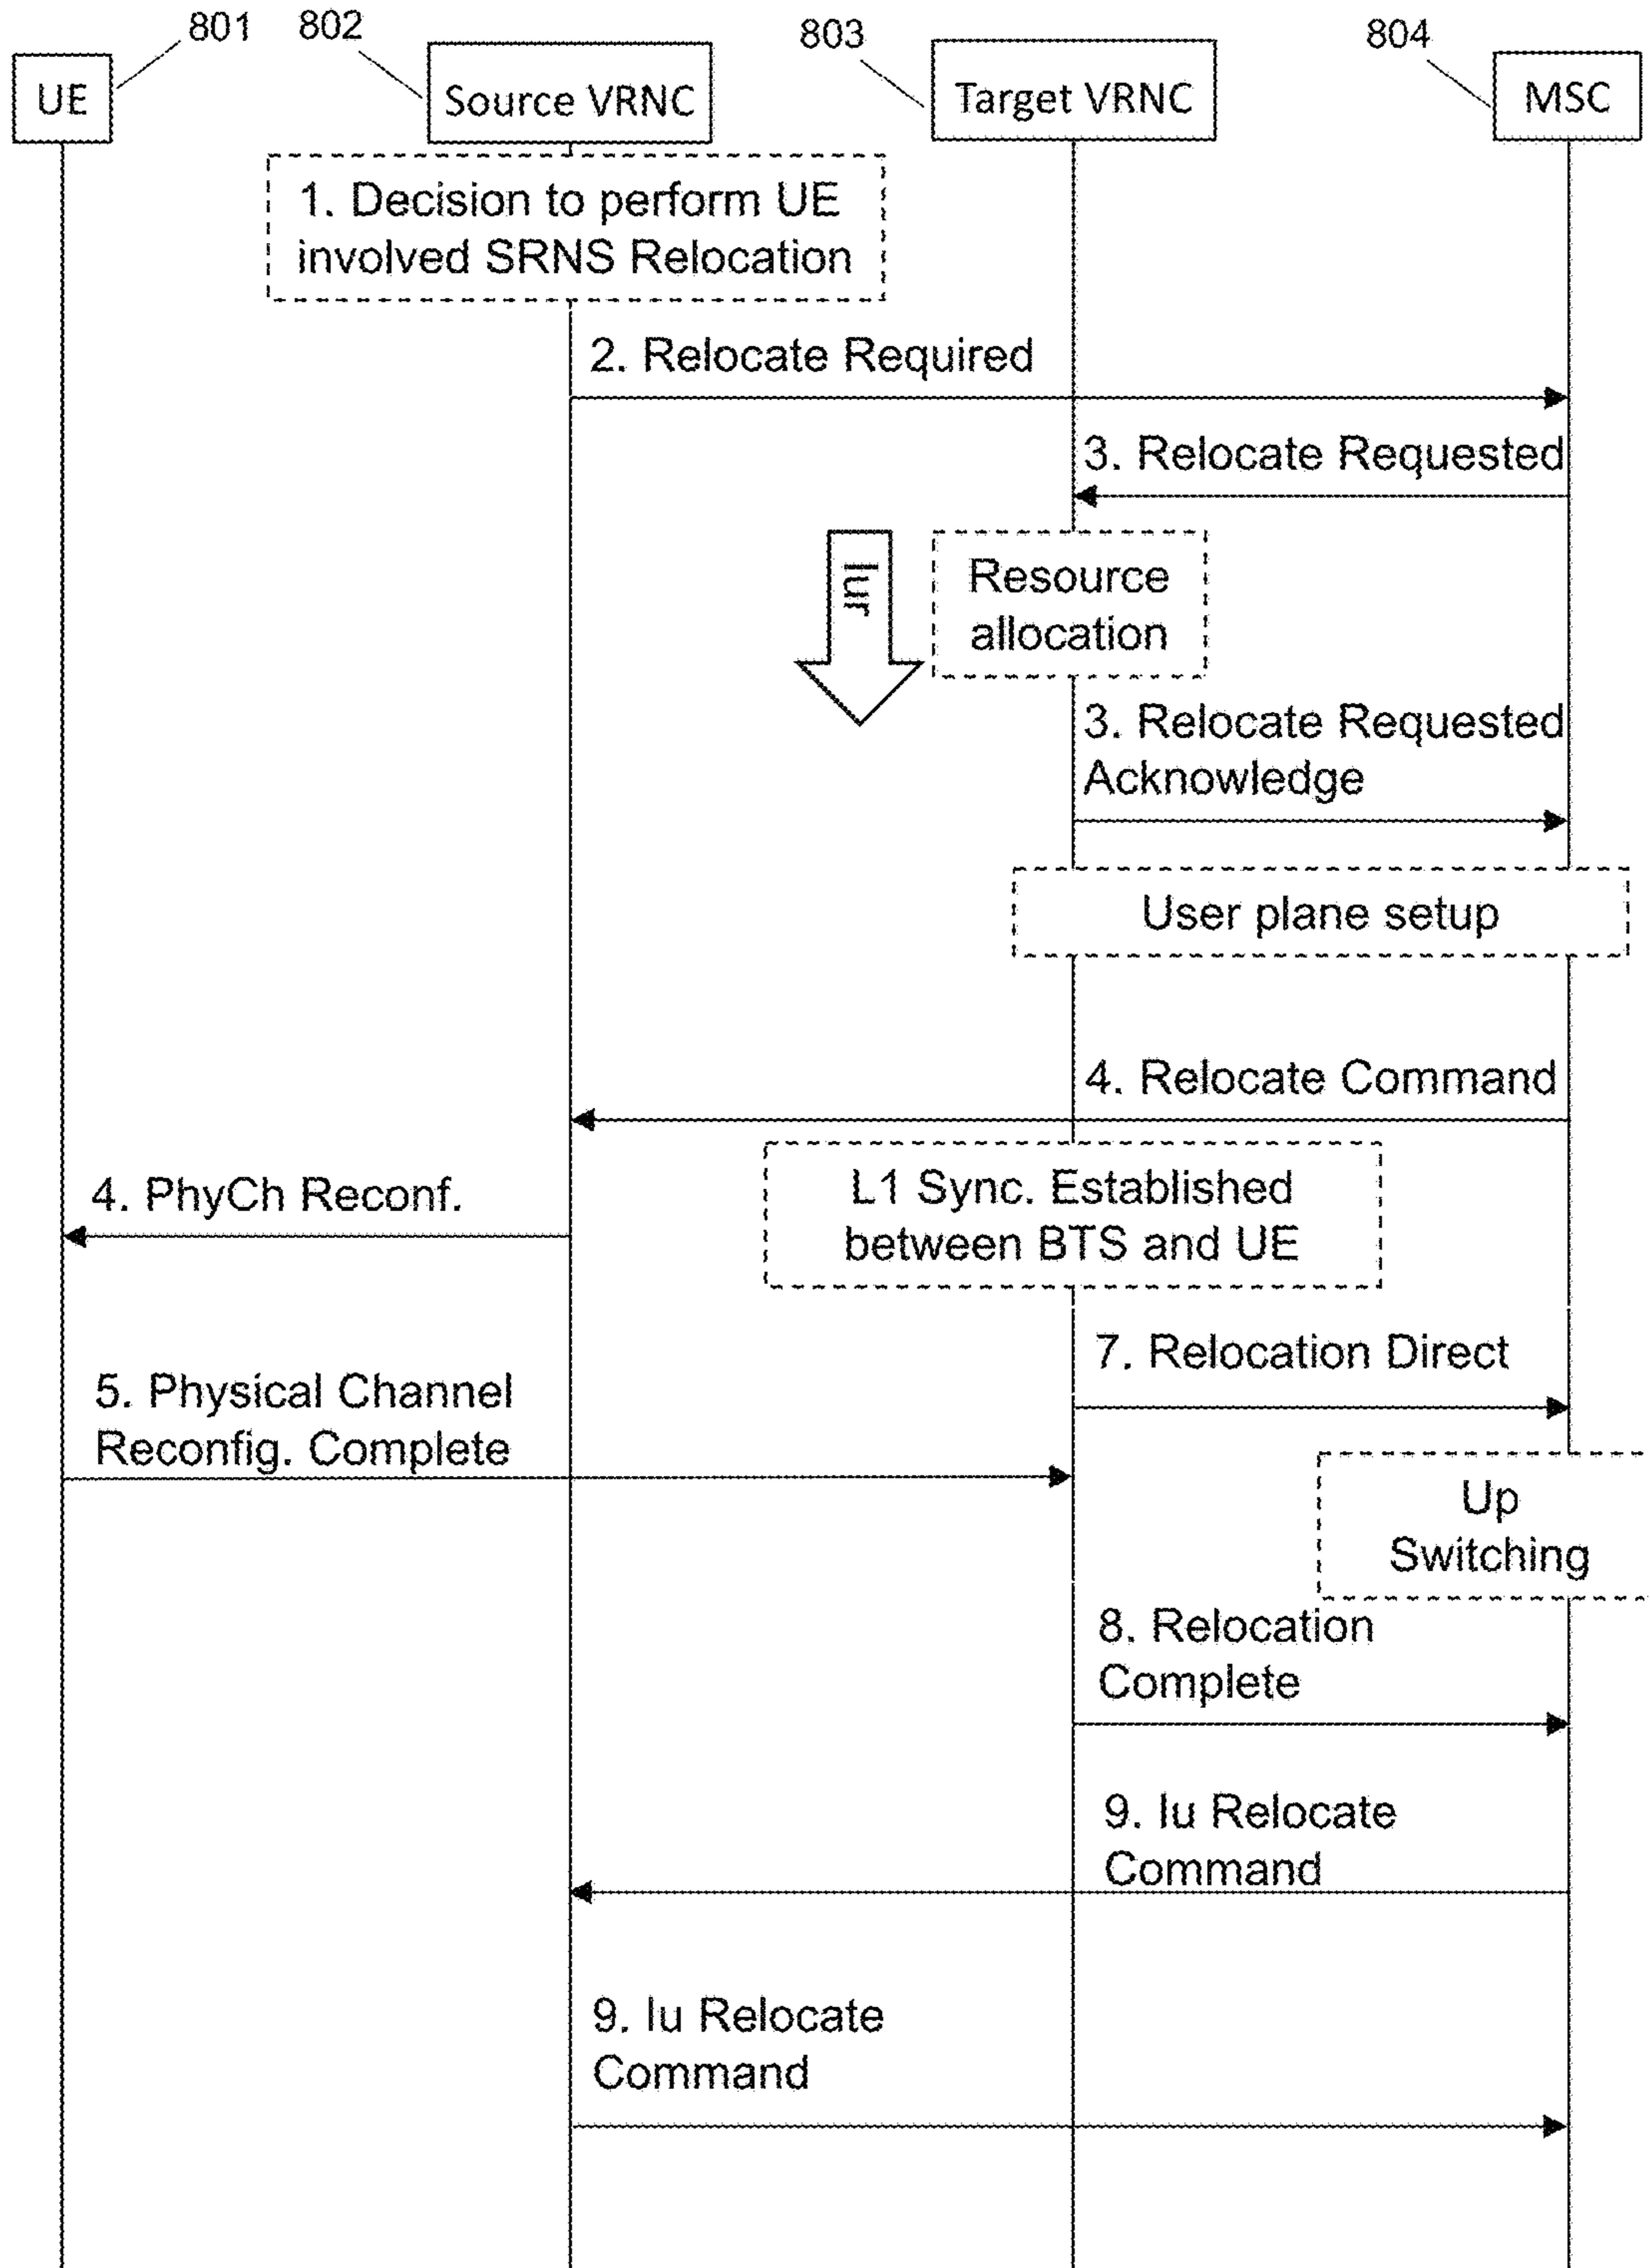 801
802
803
804
UE
Source VRNC
Target VRNC
MSC
1. Decision to perform UE
involved SRNS Relocation
2. Relocate Required
3. Relocate Requested
Iur
Resource
allocation
3. Relocate Requested
Acknowledge
User plane setup
4. Relocate Command
4. PhyCh Reconf.
L1 Sync. Established
between BTS and UE
7. Relocation Direct
5. Physical Channel
Reconfig. Complete
Up
Switching
8. Relocation
Complete
9. Iu Relocate
Command
9. Iu Relocate
Command